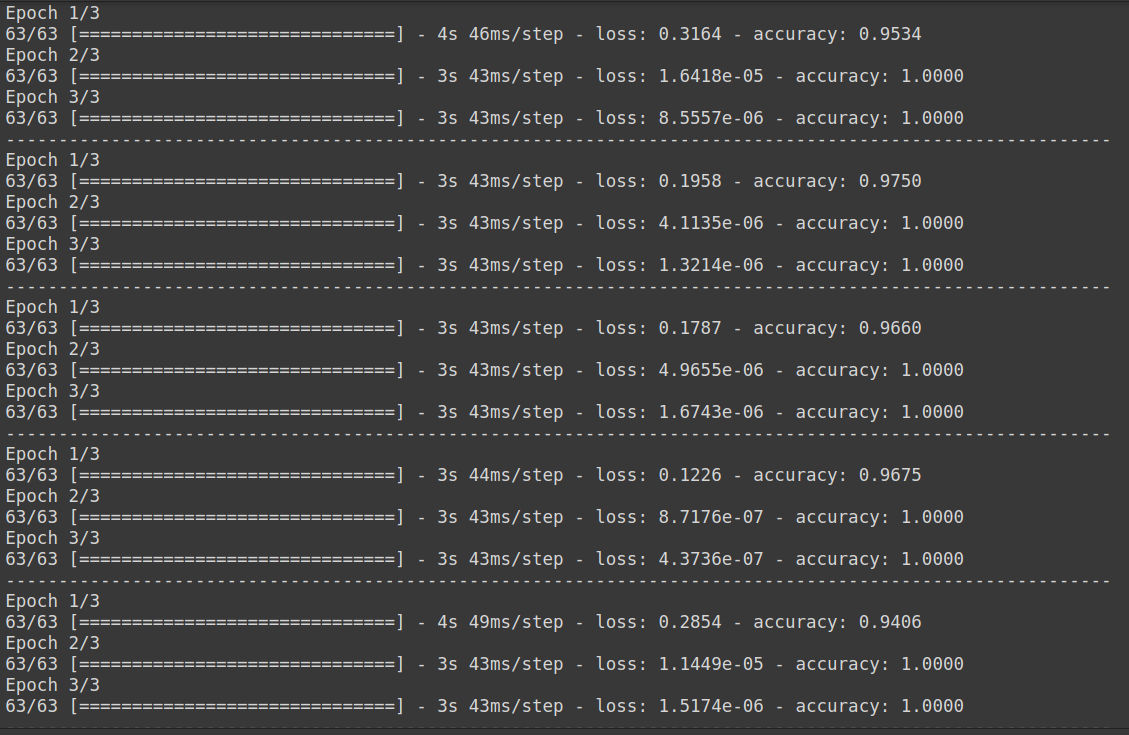 Epoch 1/3
63/63 [==============================] - 4s 46ms/step - loss: 0.3164 - accuracy: 0.9534
Epoch 2/3
63/63 [==============================] - 3s 43ms/step - loss: 1.6418e-05 - accuracy: 1.0000
Epoch 3/3
63/63 [==============================] - 3s 43ms/step - loss: 8.5557e-06 - accuracy: 1.0000
---------------------------------------------------------------------------------------------------------
Epoch 1/3
63/63 [==============================] - 3s 43ms/step - loss: 0.1958 - accuracy: 0.9750
Epoch 2/3
63/63 [==============================] - 3s 43ms/step - loss: 4.1135e-06 - accuracy: 1.0000
Epoch 3/3
63/63 [==============================] - 3s 43ms/step - loss: 1.3214e-06 - accuracy: 1.0000
---------------------------------------------------------------------------------------------------------
Epoch 1/3
63/63 [==============================] - 3s 43ms/step - loss: 0.1787 - accuracy: 0.9660
Epoch 2/3
63/63 [==============================] - 3s 43ms/step - loss: 4.9655e-06 - accuracy: 1.0000
Epoch 3/3
63/63 [==============================] - 3s 43ms/step - loss: 1.6743e-06 - accuracy: 1.0000
---------------------------------------------------------------------------------------------------------
Epoch 1/3
63/63 [==============================] - 3s 44ms/step - loss: 0.1226 - accuracy: 0.9675
Epoch 2/3
63/63 [==============================] - 3s 43ms/step - loss: 8.7176e-07 - accuracy: 1.0000
Epoch 3/3
63/63 [==============================] - 3s 43ms/step - loss: 4.3736e-07 - accuracy: 1.0000
---------------------------------------------------------------------------------------------------------
Epoch 1/3
63/63 [==============================] - 4s 49ms/step - loss: 0.2854 - accuracy: 0.9406
Epoch 2/3
63/63 [==============================] - 3s 43ms/step - loss: 1.1449e-05 - accuracy: 1.0000
Epoch 3/3
63/63 [==============================] - 3s 43ms/step - loss: 1.5174e-06 - accuracy: 1.0000